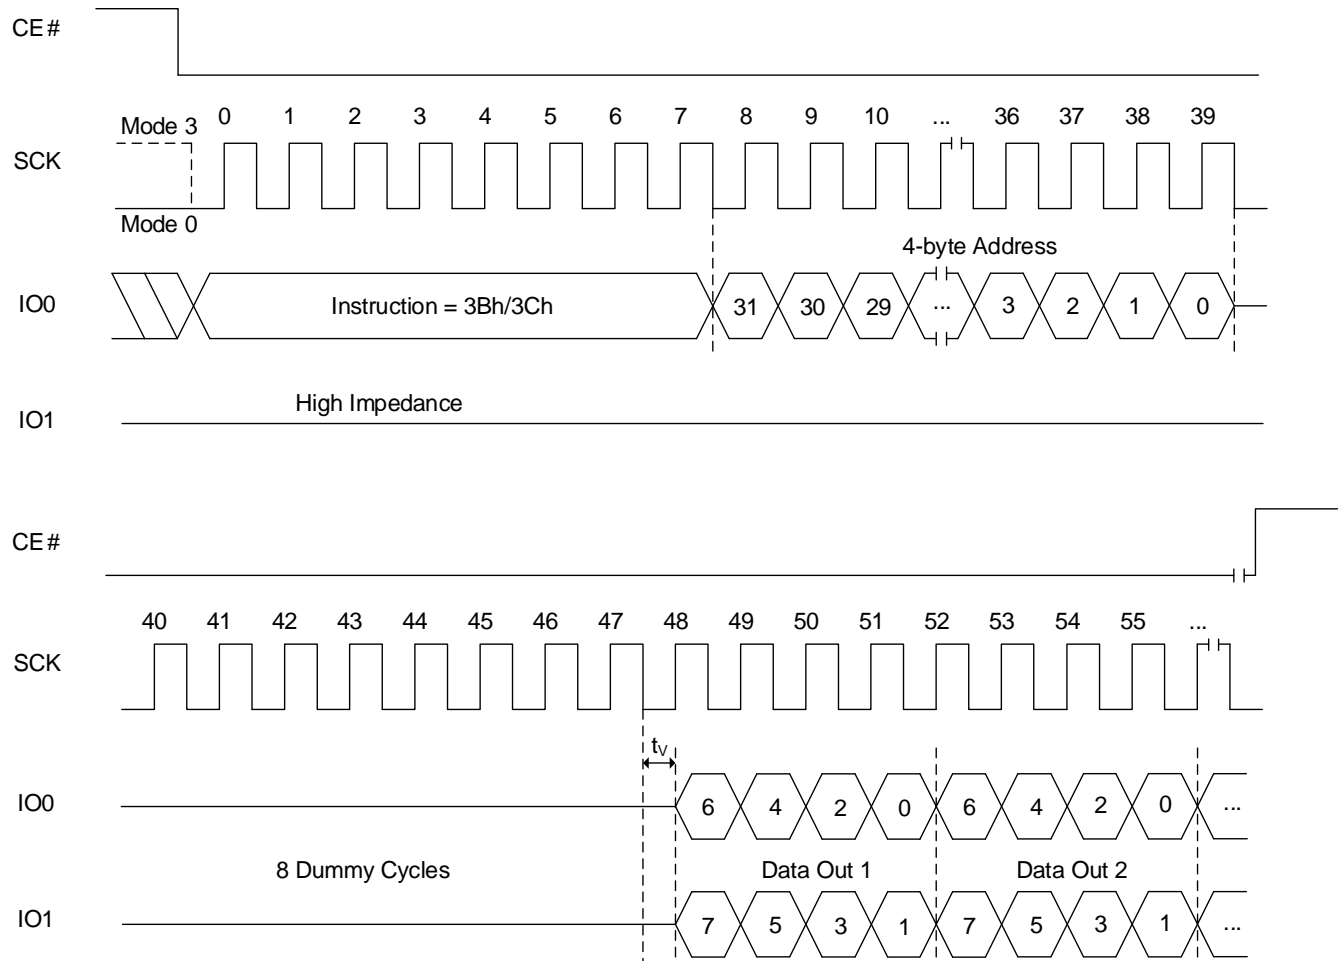 CE#
0 1 2 3 4 5 6 7 8 9 10 ... 36 37 38 39
Mode 3
SCK
Mode 0
4-byte Address
IO0 Instruction = 3Bh/3Ch 31 30 29 ... 3 2 1 0
High Impedance
IO1
CE#
40 41 42 43 44 45 46 47 48 49 50 51 52 53 54 55 ...
SCK
tV
IO0 6 4 2 0 6 4 2 0 ...
8 Dummy Cycles Data Out 1 Data Out 2
IO1 7 5 3 1 7 5 3 1 ...